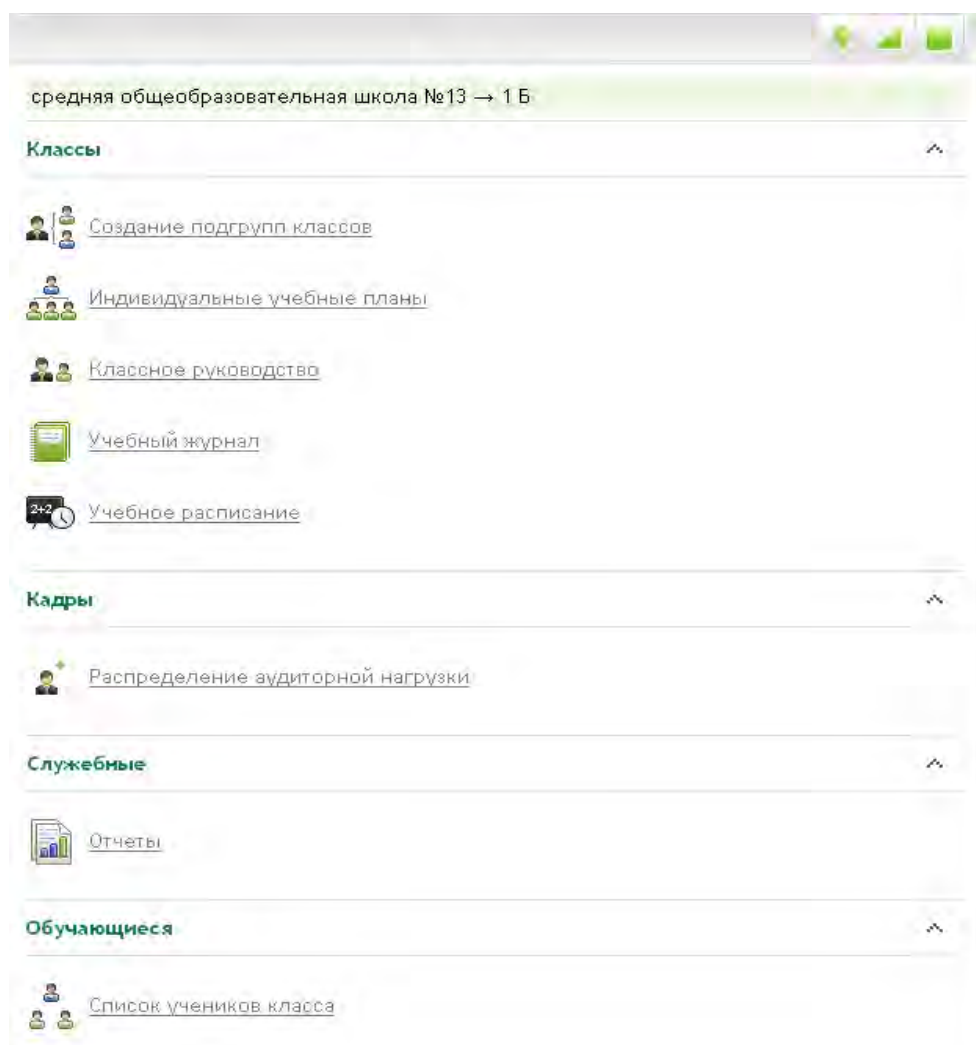 средняя общеобразовательная школа №13 → 1 Б
Классы
Создание подгрупп классов
Индивидуальные учебные планы
Классное руководство
Учебный журнал
2+2
Учебное расписание
Кадры
Распределение аудиторной нагрузки
Служебные
Отчеты
Обучающиеся
Список учеников класса